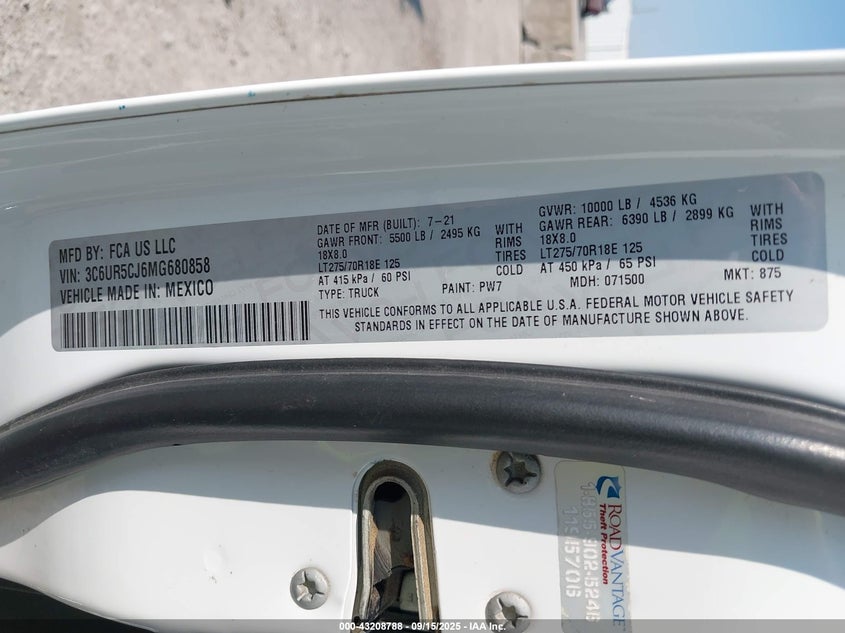 MFD BY: FCA US LLC
VIN: 3C6UR5CJ6MG680858
VEHICLE MADE IN: MEXICO
DATE OF MFR (BUILT): 7-21
GAWR FRONT: 5500 LB / 2495 KG WITH
18X8.0 RIMS
LT275/70R18E 125 TIRES
AT 415 kPa / 60 PSI COLD
TYPE: TRUCK PAINT: PW7
GVWR: 10000 LB / 4536 KG
GAWR REAR: 6390 LB / 2899 KG WITH
18X8.0 RIMS
LT275/70R18E 125 TIRES
AT 450 kPa / 65 PSI COLD
MDH: 071500 MKT: 875
THIS VEHICLE CONFORMS TO ALL APPLICABLE U.S.A. FEDERAL MOTOR VEHICLE SAFETY
STANDARDS IN EFFECT ON THE DATE OF MANUFACTURE SHOWN ABOVE.
ROADVANTAGE
Theft Protection
000-43208788 - 09/15/2025 - IAA Inc.